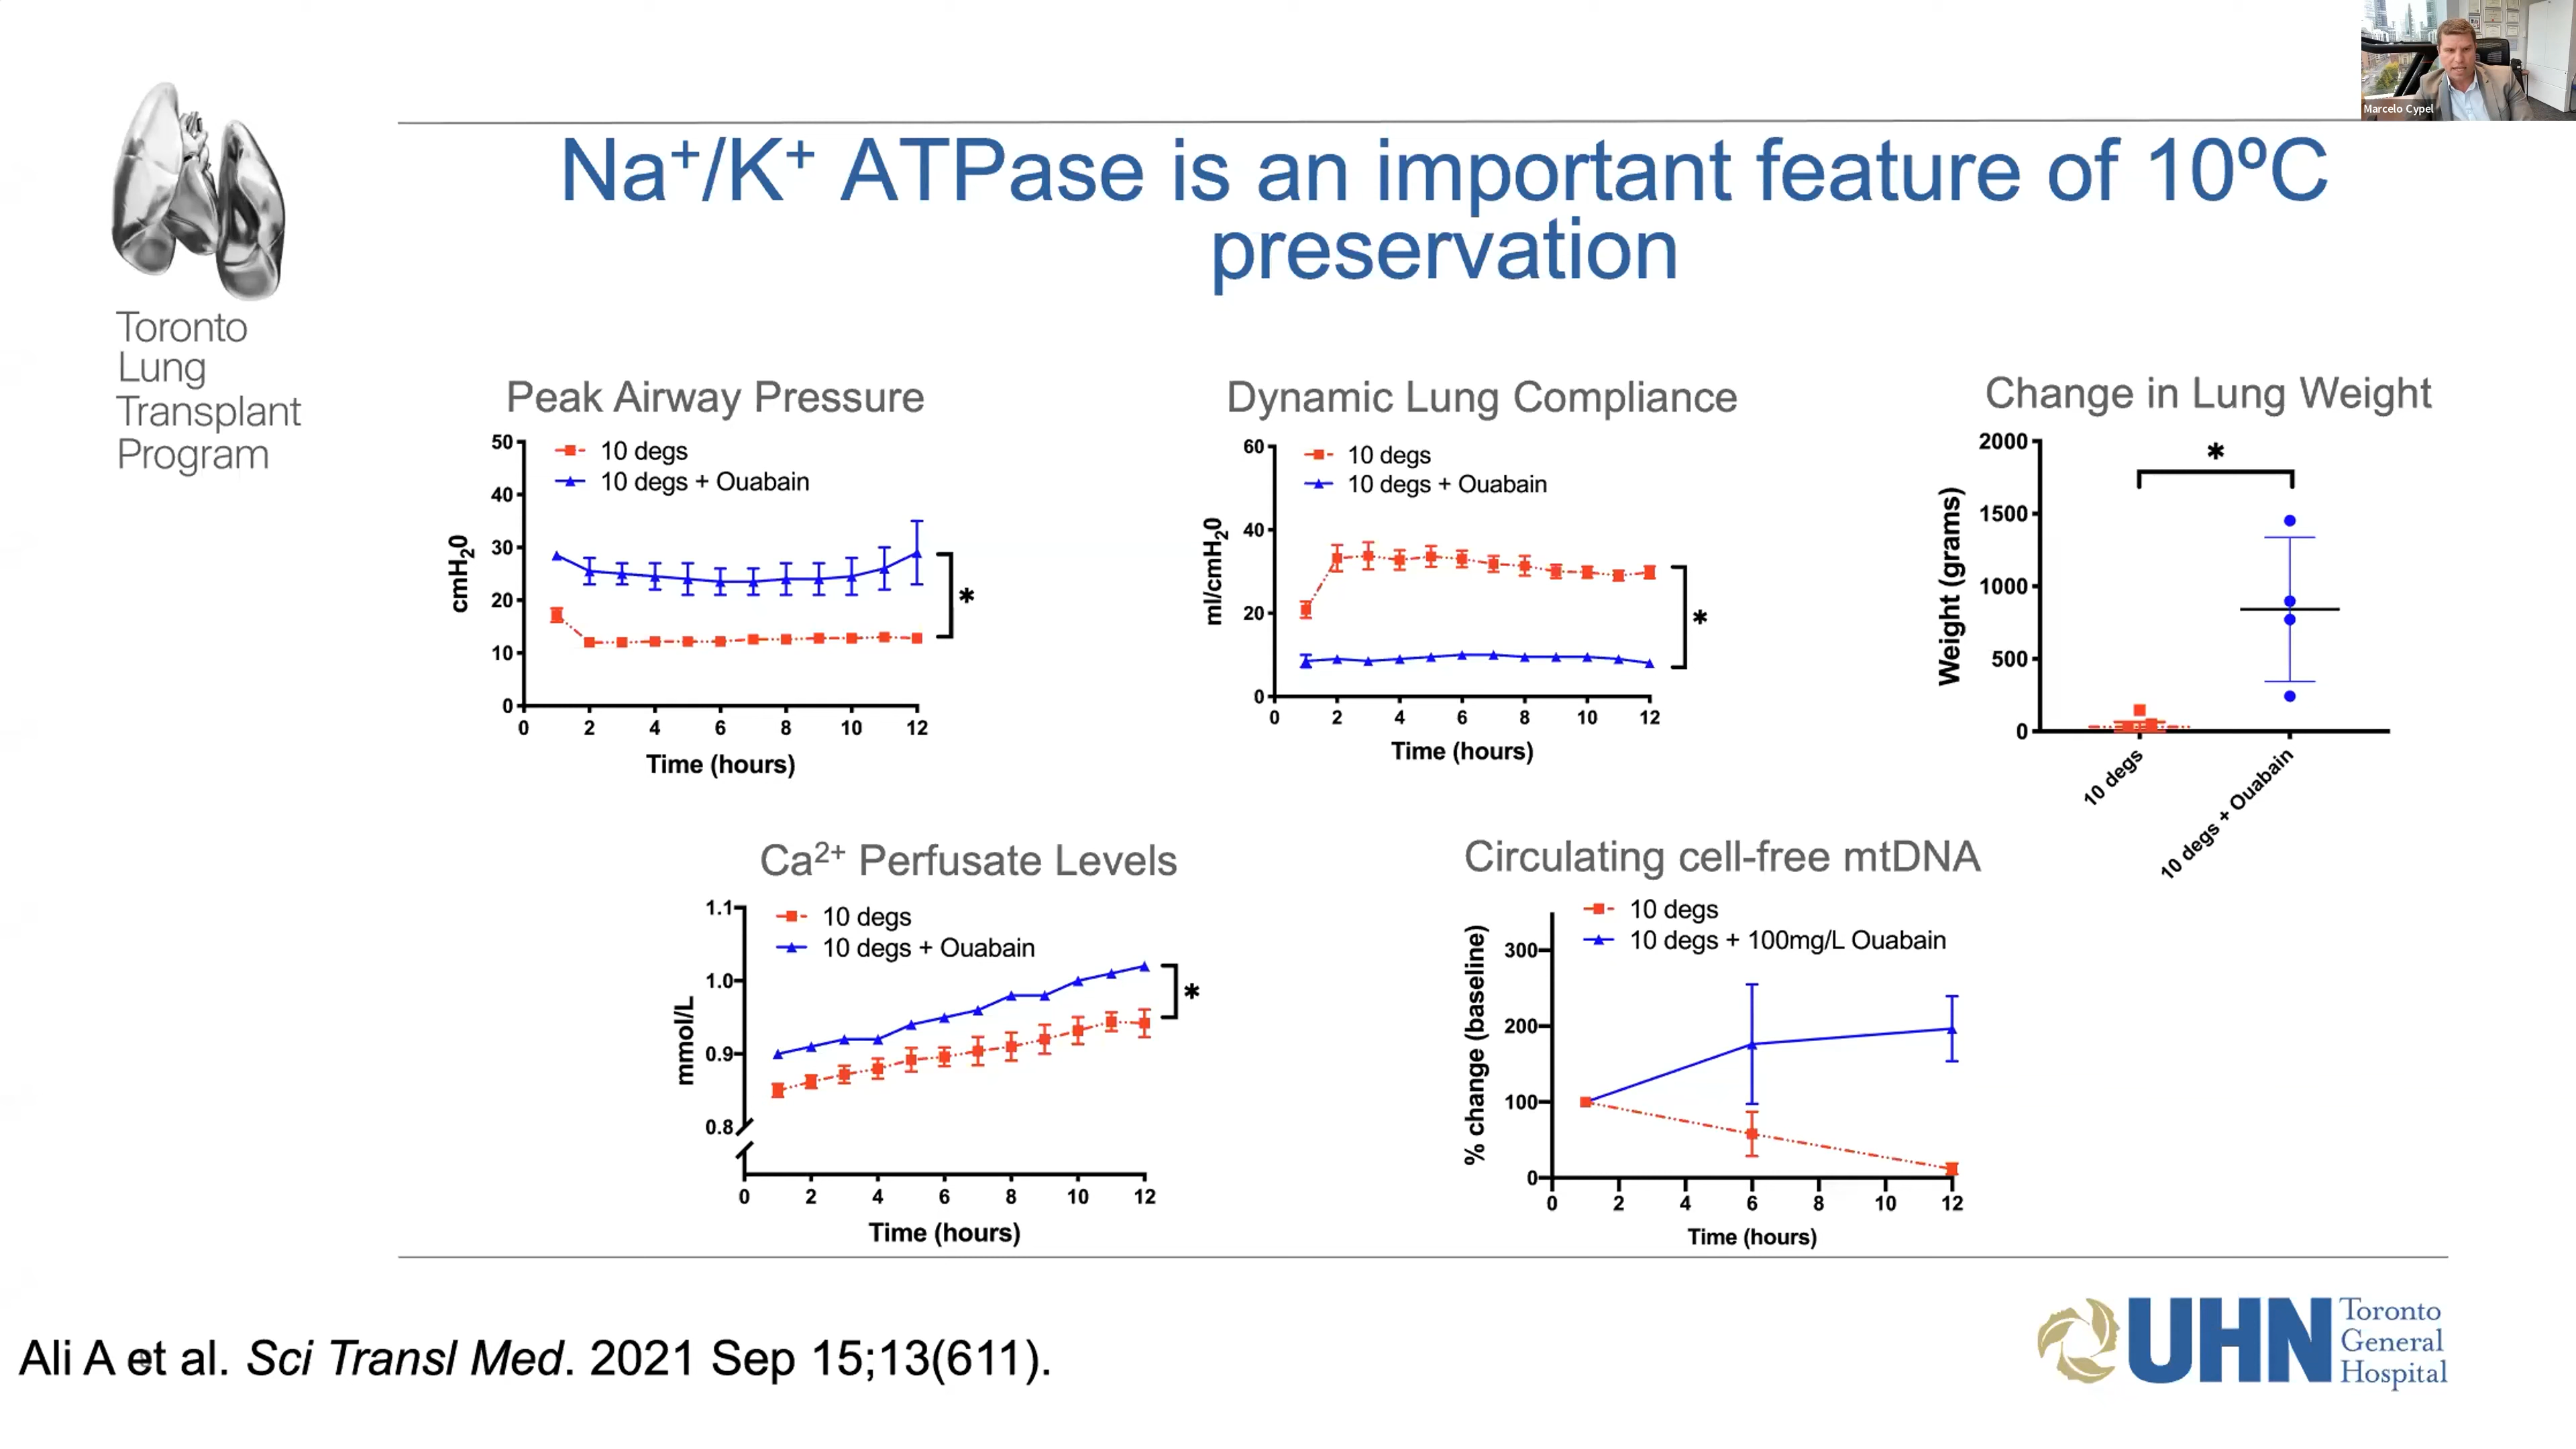 Marcelo Cypel
Toronto
Lung
Transplant
Program
Na⁺/K⁺ ATPase is an important feature of 10ºC
preservation
Peak Airway Pressure
10 degs
10 degs + Ouabain
50
40
30
20
10
0
cmH₂0
0 2 4 6 8 10 12
Time (hours)
*
Dynamic Lung Compliance
10 degs
10 degs + Ouabain
60
40
20
0
ml/cmH₂0
0 2 4 6 8 10 12
Time (hours)
*
Change in Lung Weight
*
2000
1500
1000
500
0
Weight (grams)
10 degs
10 degs + Ouabain
Ca²⁺ Perfusate Levels
10 degs
10 degs + Ouabain
1.1
1.0
0.9
0.8
mmol/L
0 2 4 6 8 10 12
Time (hours)
*
Circulating cell-free mtDNA
10 degs
10 degs + 100mg/L Ouabain
300
200
100
0
% change (baseline)
0 2 4 6 8 10 12
Time (hours)
Ali A et al. Sci Transl Med. 2021 Sep 15;13(611).
UHN
Toronto
General
Hospital